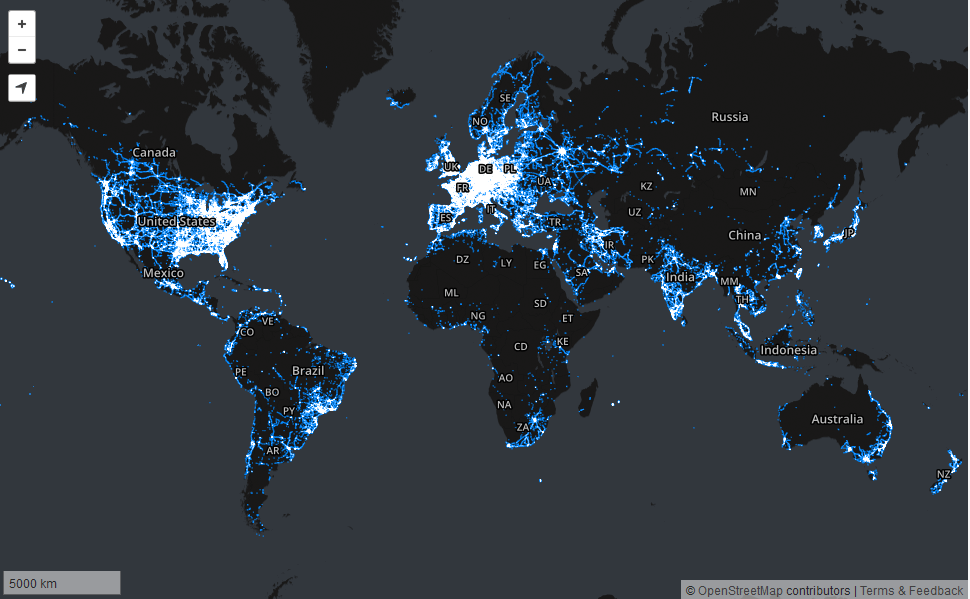 +
−
SE
NO
Russia
Canada
UK
DE
PL
FR
UA
KZ
MN
IT
ES
United States
TR
UZ
China
JP
IR
DZ
LY
EG
PK
Mexico
SA
India
MM
ML
SD
TH
NG
ET
VE
CO
CD
KE
Indonesia
PE
Brazil
AO
BO
NA
PY
Australia
ZA
AR
NZ
5000 km
© OpenStreetMap contributors | Terms & Feedback